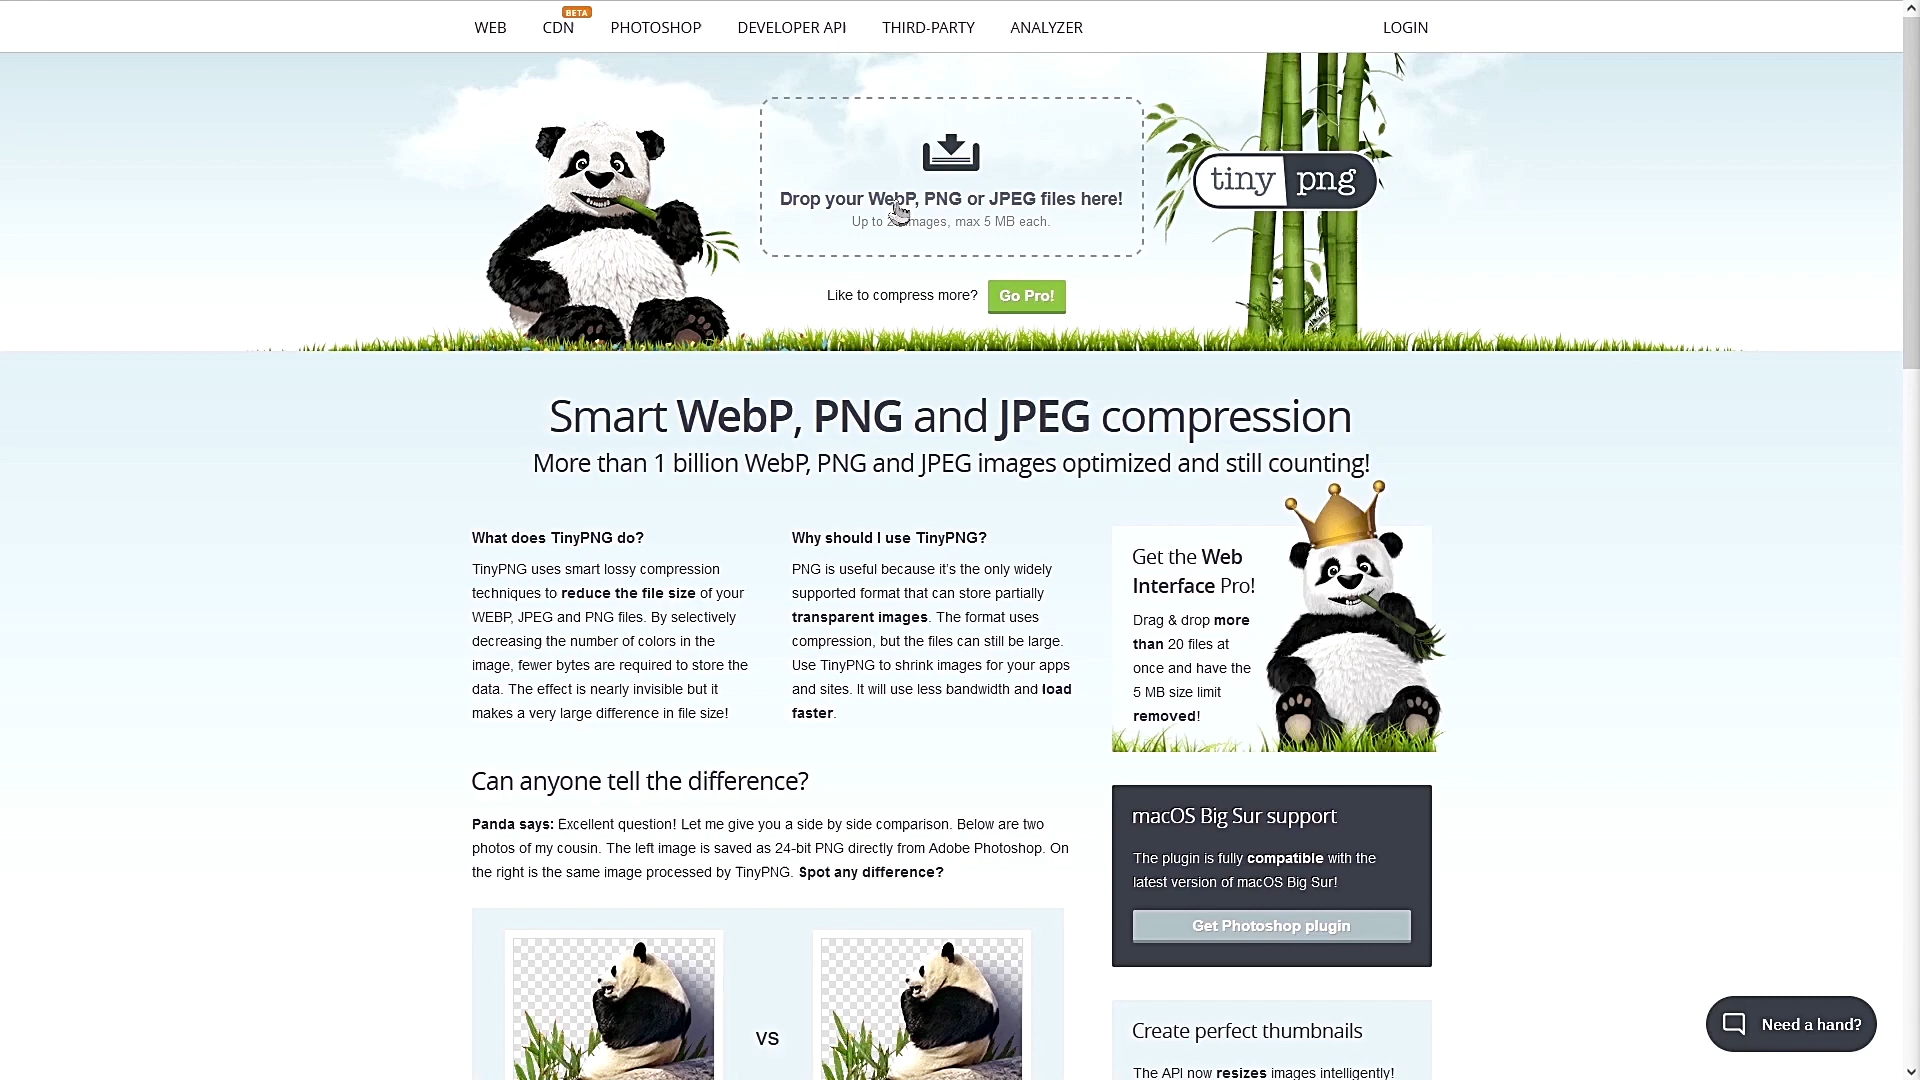 WEB
CDN
BETA
PHOTOSHOP
DEVELOPER API
THIRD-PARTY
ANALYZER
LOGIN
Drop your WebP, PNG or JPEG files here!
Up to images, max 5 MB each.
tiny png
Like to compress more?
Go Pro!
Smart WebP, PNG and JPEG compression
More than 1 billion WebP, PNG and JPEG images optimized and still counting!
What does TinyPNG do?
TinyPNG uses smart lossy compression
techniques to reduce the file size of your
WEBP, JPEG and PNG files. By selectively
decreasing the number of colors in the
image, fewer bytes are required to store the
data. The effect is nearly invisible but it
makes a very large difference in file size!
Why should I use TinyPNG?
PNG is useful because it's the only widely
supported format that can store partially
transparent images. The format uses
compression, but the files can still be large.
Use TinyPNG to shrink images for your apps
and sites. It will use less bandwidth and load
faster.
Get the Web
Interface Pro!
Drag & drop more
than 20 files at
once and have the
5 MB size limit
removed!
Can anyone tell the difference?
Panda says: Excellent question! Let me give you a side by side comparison. Below are two
photos of my cousin. The left image is saved as 24-bit PNG directly from Adobe Photoshop. On
the right is the same image processed by TinyPNG. Spot any difference?
VS
macOS Big Sur support
The plugin is fully compatible with the
latest version of macOS Big Sur!
Get Photoshop plugin
Create perfect thumbnails
The API now resizes images intelligently!
Need a hand?